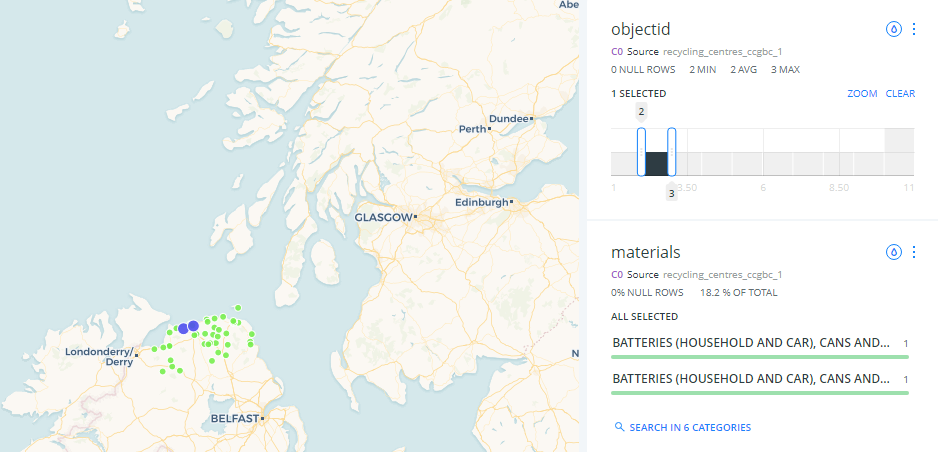 Abe
Dundee
Perth
Edinburgh
GLASGOW
Londonderry/
Derry
N
BELFAST
objectid
C0 Source recycling_centres_ccgbc_1
0 NULL ROWS 2 MIN 2 AVG 3 MAX
1 SELECTED ZOOM CLEAR
2
1 3.50 6 8.50 11
3
materials
C0 Source recycling_centres_ccgbc_1
0% NULL ROWS 18.2 % OF TOTAL
ALL SELECTED
BATTERIES (HOUSEHOLD AND CAR), CANS AND... 1
BATTERIES (HOUSEHOLD AND CAR), CANS AND... 1
SEARCH IN 6 CATEGORIES